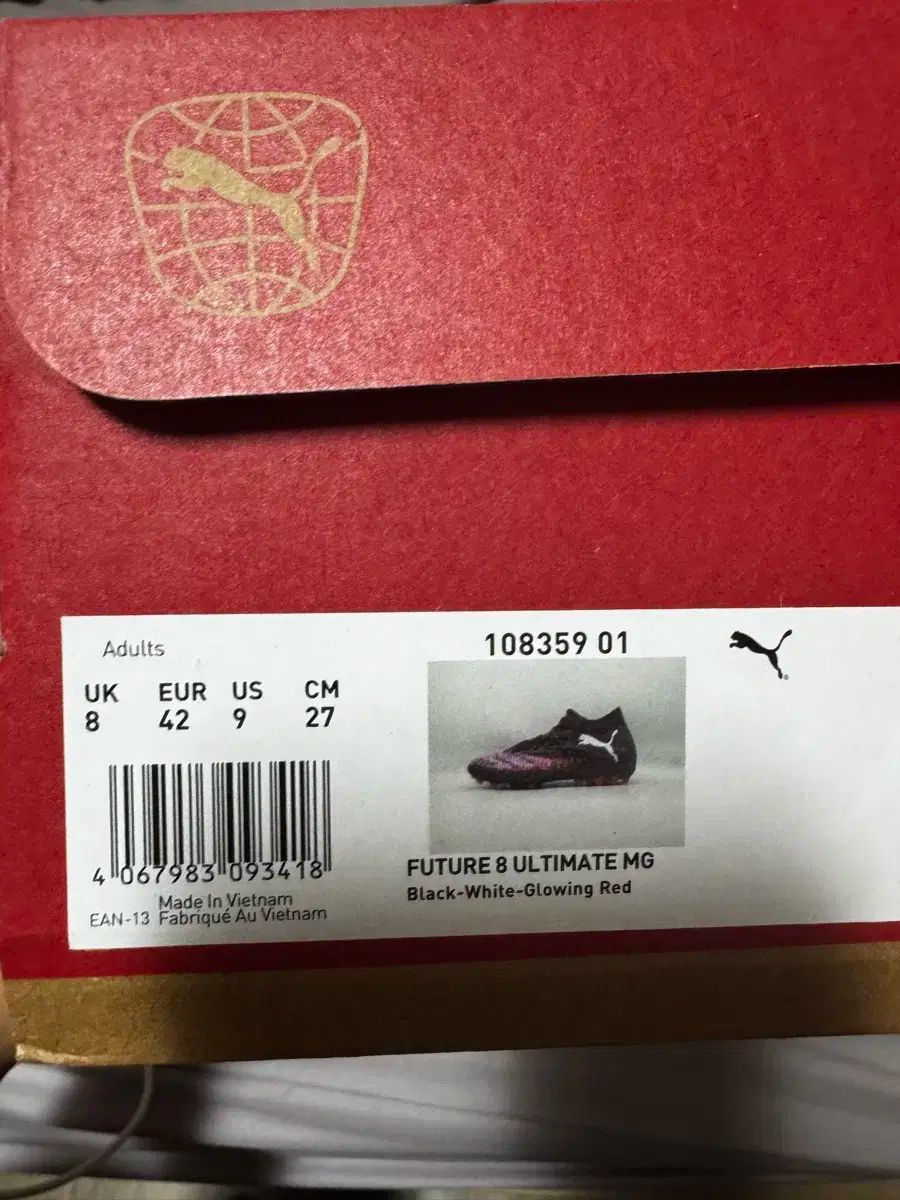 Adults
UK EUR US CM
8 42 9 27
4 067983 093418
Made In Vietnam
EAN-13 Fabriqué Au Vietnam
108359 01
FUTURE 8 ULTIMATE MG
Black-White-Glowing Red